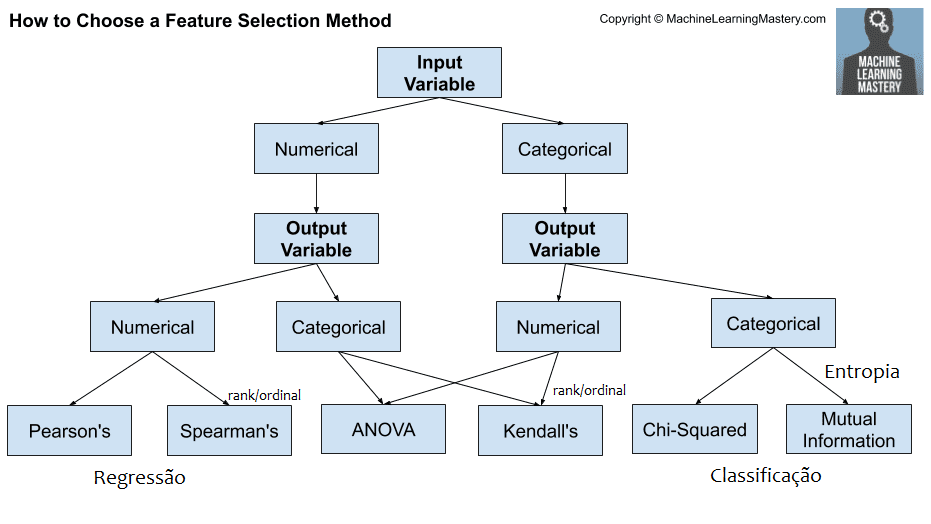 How to Choose a Feature Selection Method
Copyright © MachineLearningMastery.com
MACHINE
LEARNING
MASTERY
Input
Variable
Numerical
Categorical
Output
Variable
Output
Variable
Numerical
Categorical
Numerical
Categorical
Entropia
rank/ordinal
rank/ordinal
Pearson's
Spearman's
ANOVA
Kendall's
Chi-Squared
Mutual
Information
Regressão
Classificação